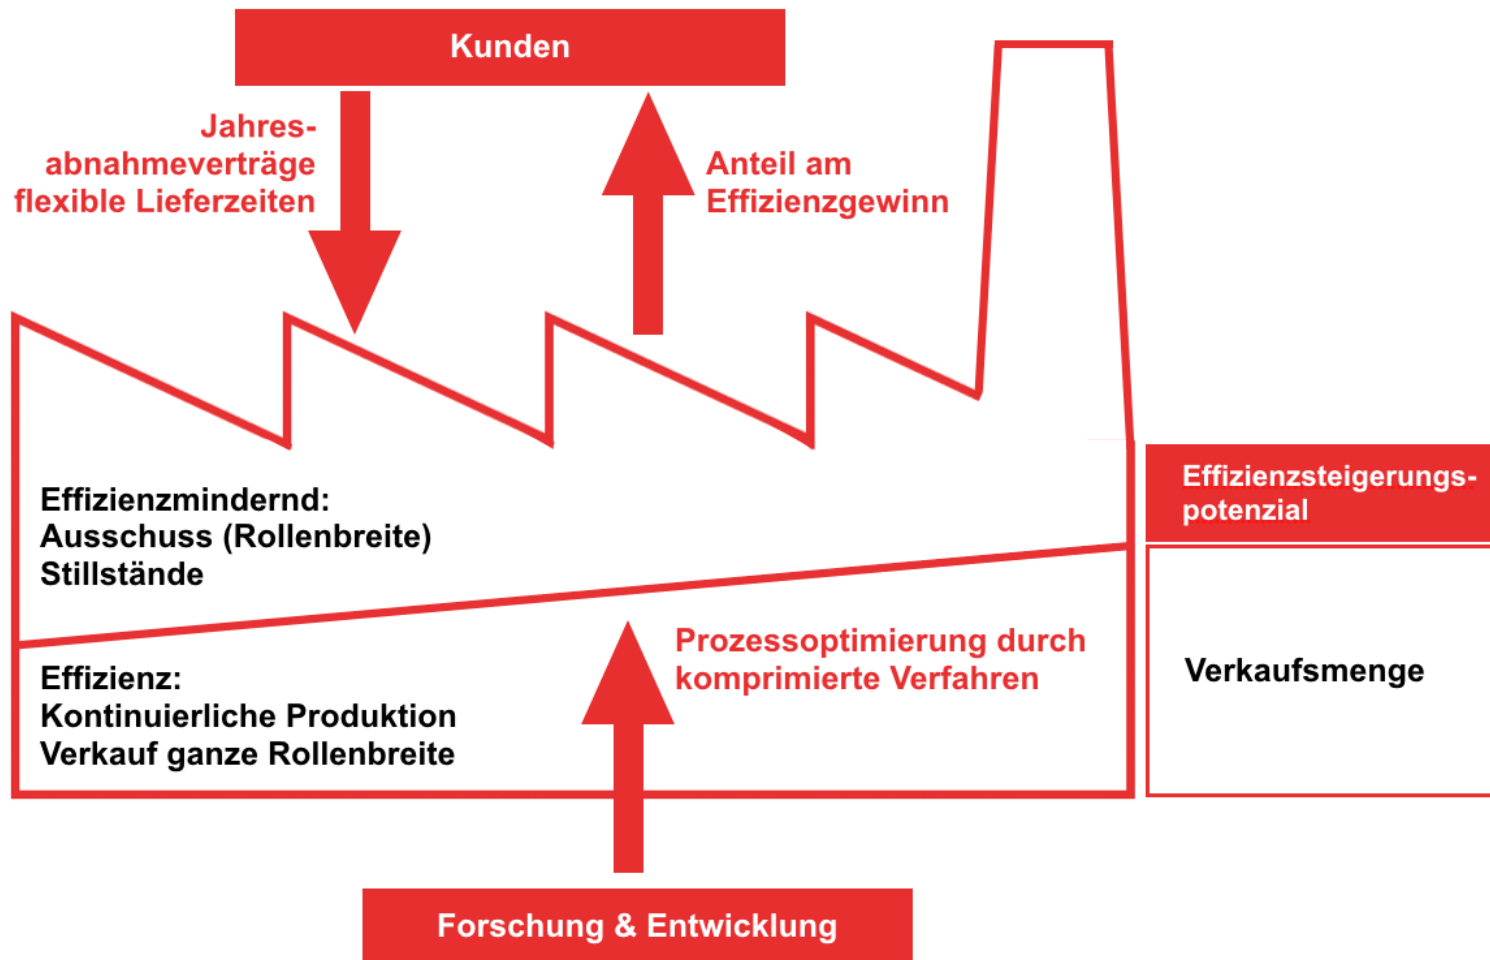 Kunden
Jahres-
abnahmeverträge
flexible Lieferzeiten
Anteil am
Effizienzgewinn
Effizienzmindernd:
Ausschuss (Rollenbreite)
Stillstände
Effizienzsteigerungs-
potenzial
Effizienz:
Kontinuierliche Produktion
Verkauf ganze Rollenbreite
Prozessoptimierung durch
komprimierte Verfahren
Verkaufsmenge
Forschung & Entwicklung